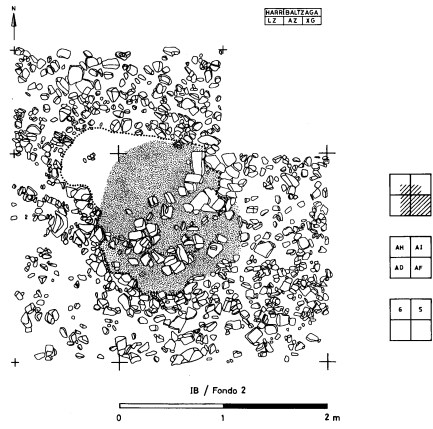 N
HARRIBALTZAGA
LZ AZ XG
AH AI
AD AF
6 5
IB / Fondo 2
0 1 2 m